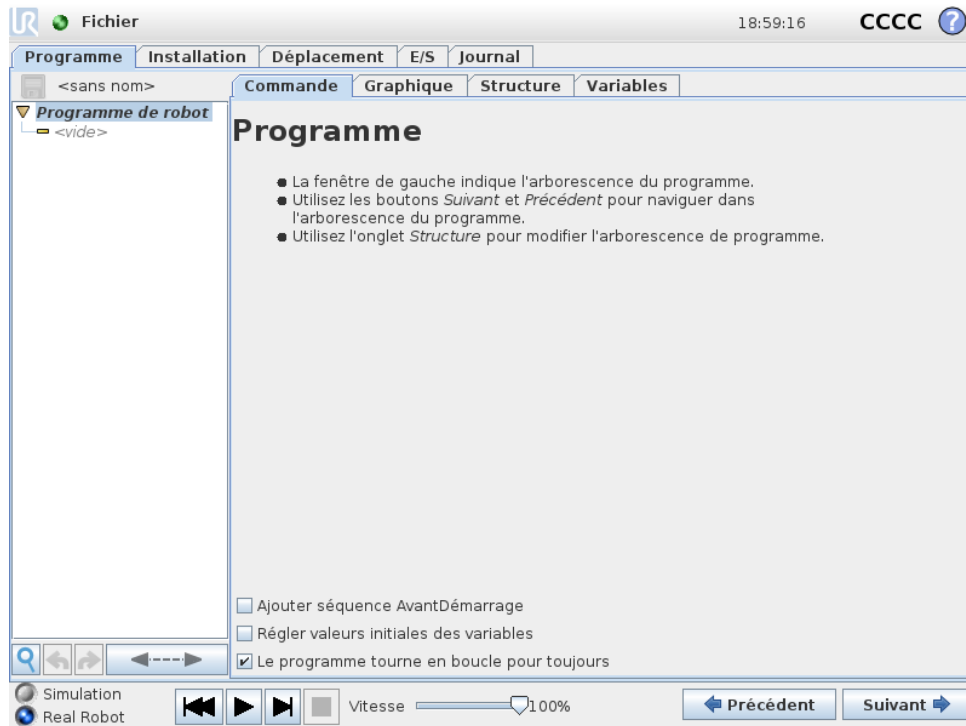 UR Fichier 18:59:16 CCCC ?
Programme Installation Déplacement E/S Journal
<sans nom> Commande Graphique Structure Variables
Programme de robot
<vide>
Programme
La fenêtre de gauche indique l'arborescence du programme.
Utilisez les boutons Suivant et Précédent pour naviguer dans
l'arborescence du programme.
Utilisez l'onglet Structure pour modifier l'arborescence de programme.
Ajouter séquence AvantDémarrage
Régler valeurs initiales des variables
Le programme tourne en boucle pour toujours
Simulation
Real Robot
Vitesse 100% Précédent Suivant